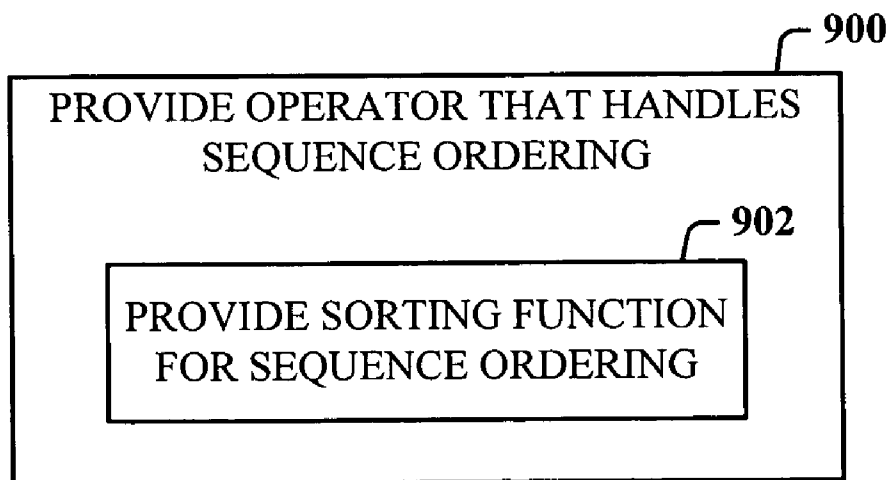 900
PROVIDE OPERATOR THAT HANDLES
SEQUENCE ORDERING
902
PROVIDE SORTING FUNCTION
FOR SEQUENCE ORDERING